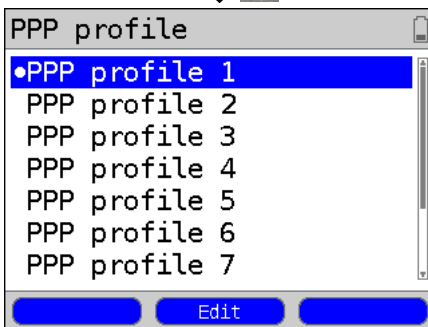 PPP profile
•PPP profile 1
PPP profile 2
PPP profile 3
PPP profile 4
PPP profile 5
PPP profile 6
PPP profile 7
Edit